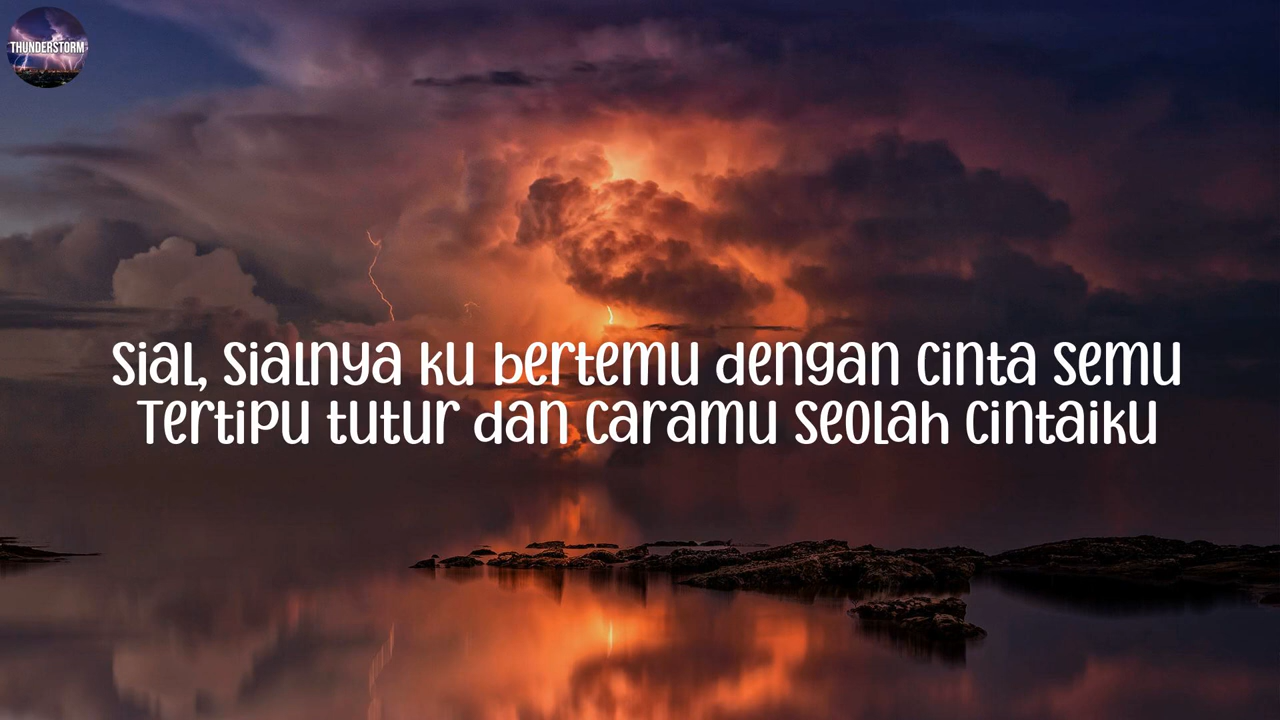 THUNDERSTORM
Sial, sialnya ku bertemu dengan cinta semu
Tertipu tutur dan caramu seolah cintaiku